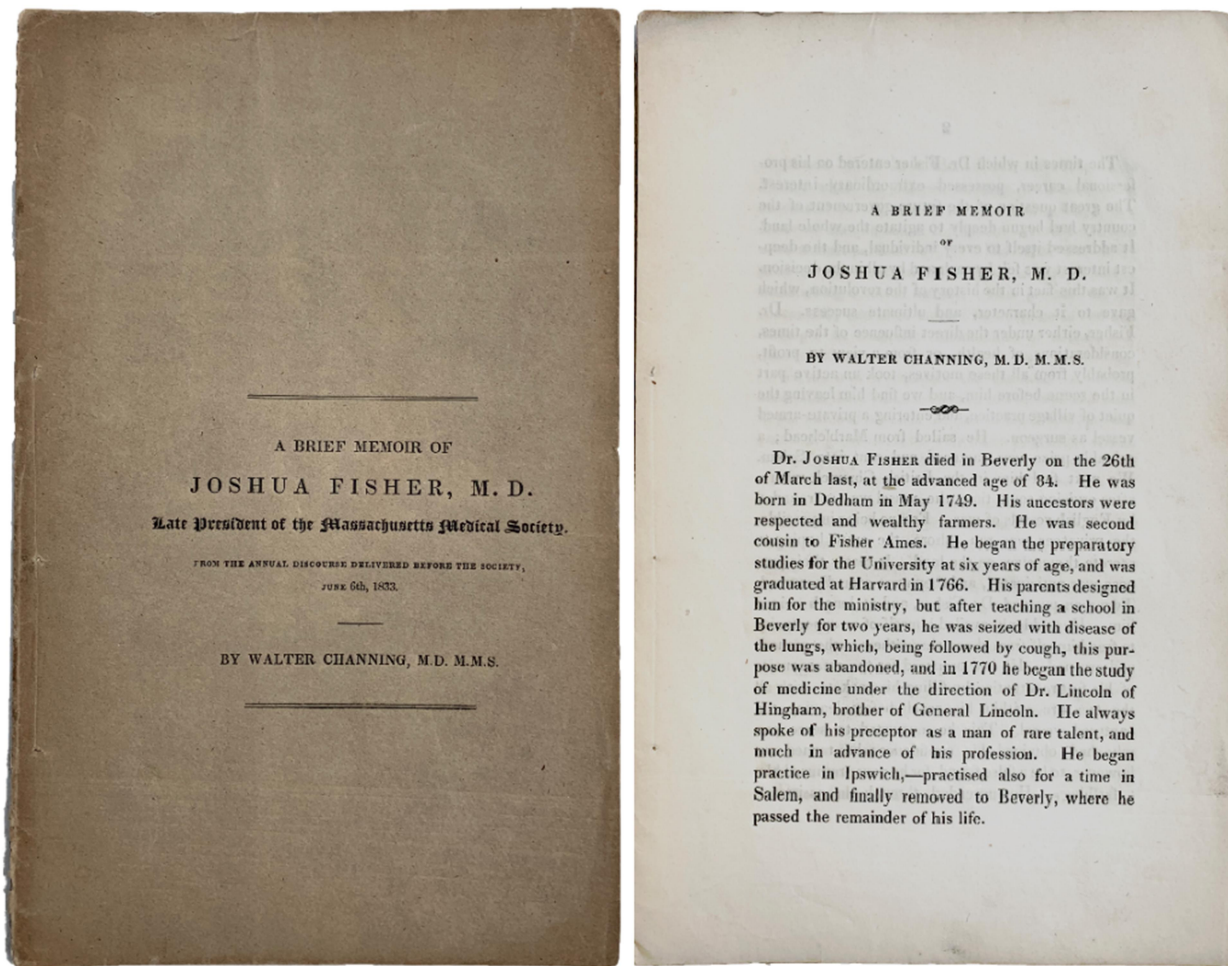 A BRIEF MEMOIR OF
JOSHUA FISHER, M. D.
Late President of the Massachusetts Medical Society.
FROM THE ANNUAL DISCOURSE DELIVERED BEFORE THE SOCIETY,
JUNE 6th, 1833.
BY WALTER CHANNING, M.D. M.M.S.
A BRIEF MEMOIR
OF
JOSHUA FISHER, M. D.
BY WALTER CHANNING, M. D. M. M. S.
Dr. JOSHUA FISHER died in Beverly on the 26th
of March last, at the advanced age of 84. He was
born in Dedham in May 1749. His ancestors were
respected and wealthy farmers. He was second
cousin to Fisher Ames. He began the preparatory
studies for the University at six years of age, and was
graduated at Harvard in 1766. His parents designed
him for the ministry, but after teaching a school in
Beverly for two years, he was seized with disease of
the lungs, which, being followed by cough, this pur-
pose was abandoned, and in 1770 he began the study
of medicine under the direction of Dr. Lincoln of
Hingham, brother of General Lincoln. He always
spoke of his preceptor as a man of rare talent, and
much in advance of his profession. He began
practice in Ipswich,—practised also for a time in
Salem, and finally removed to Beverly, where he
passed the remainder of his life.